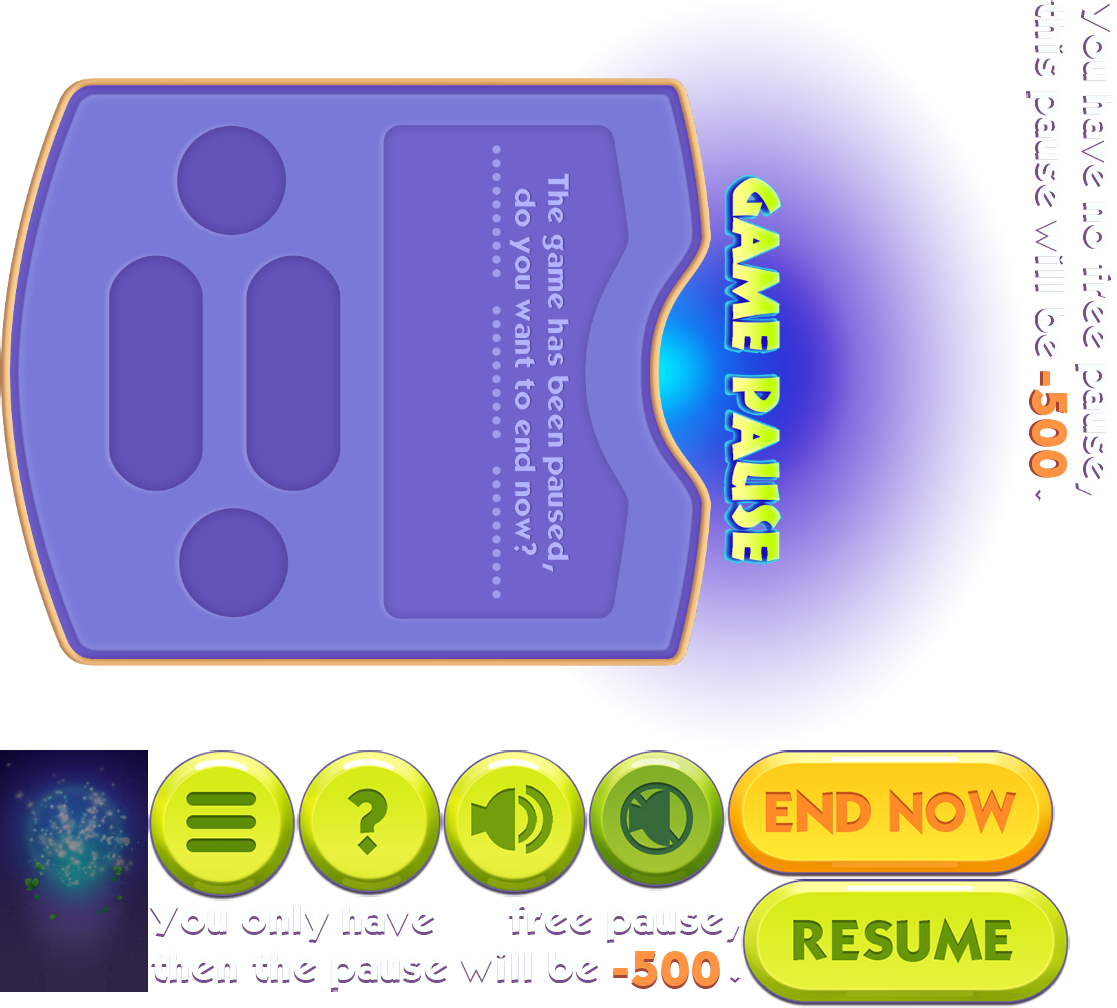 GAME PAUSE
The game has been paused,
do you want to end now?
You have no free pause,
this pause will be -500.
END NOW
RESUME
You only have free pause,
then the pause will be -500.